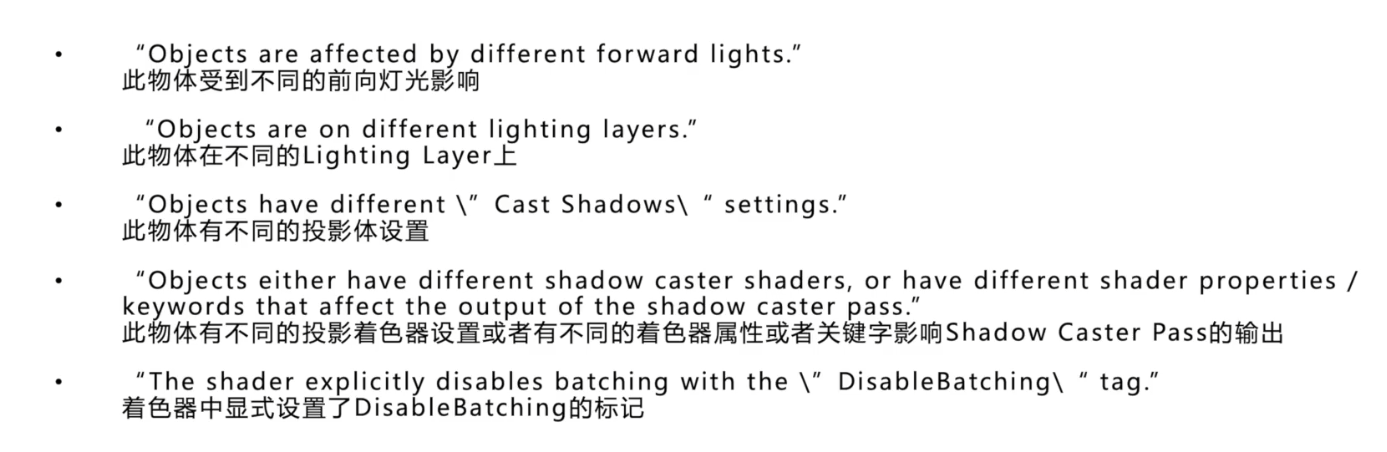 • “Objects are affected by different forward lights.”
此物体受到不同的前向灯光影响
• “Objects are on different lighting layers.”
此物体在不同的Lighting Layer上
• “Objects have different \”Cast Shadows\“ settings.”
此物体有不同的投影体设置
• “Objects either have different shadow caster shaders, or have different shader properties /
keywords that affect the output of the shadow caster pass.”
此物体有不同的投影着色器设置或者有不同的着色器属性或者关键字影响Shadow Caster Pass的输出
• “The shader explicitly disables batching with the \”DisableBatching\“ tag.”
着色器中显式设置了DisableBatching的标记